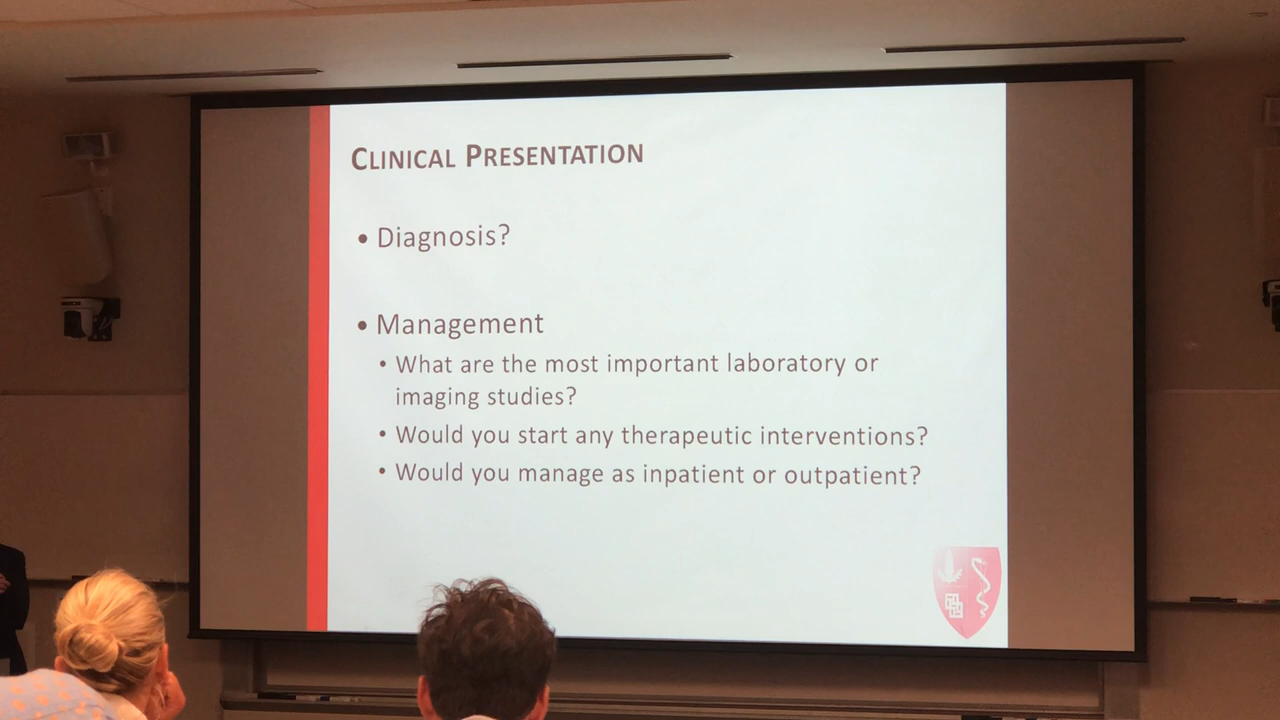 CLINICAL PRESENTATION
• Diagnosis?
• Management
• What are the most important laboratory or
imaging studies?
• Would you start any therapeutic interventions?
• Would you manage as inpatient or outpatient?